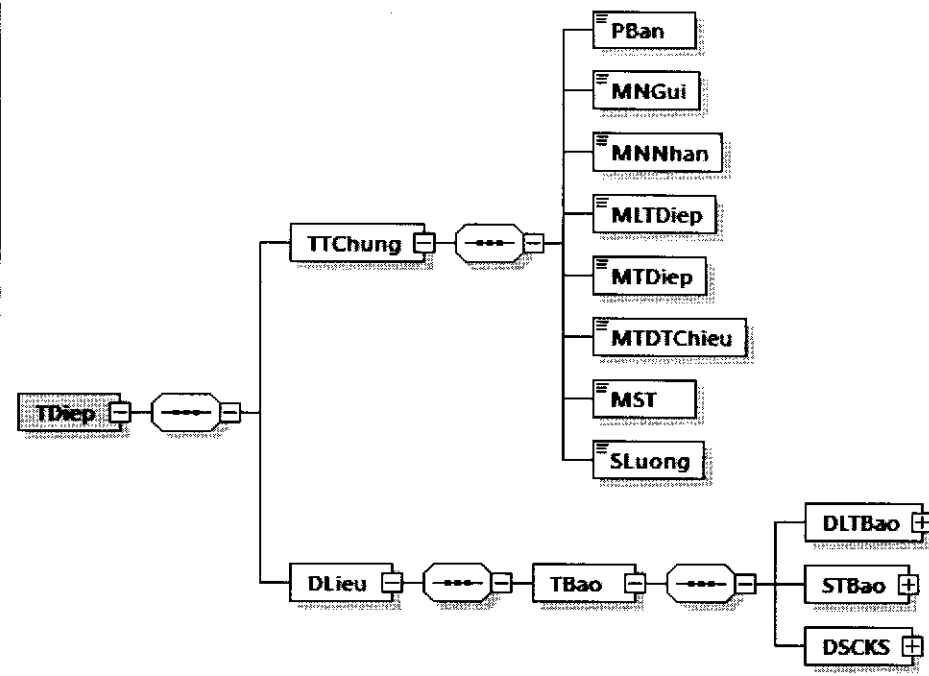 PBan
MNGui
MNNhan
MLTDiep
TTChung
MTDiep
MTDTChieu
TDiep
MST
SLuong
DLTBao
DLieu
TBao
STBao
DSCKS